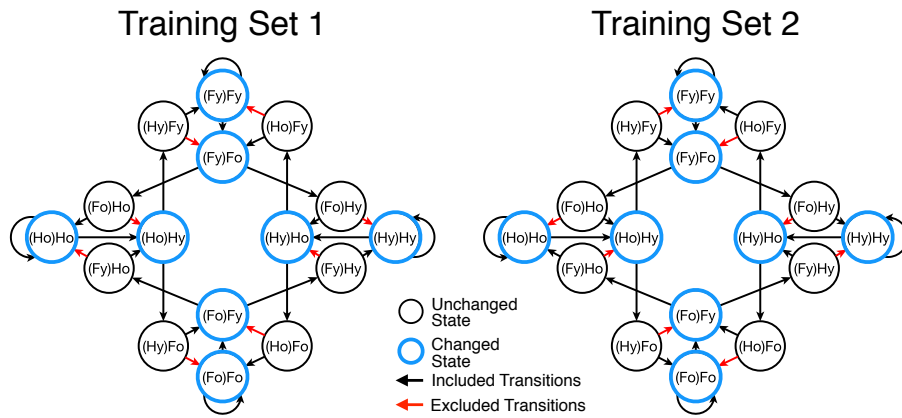 Training Set 1
Training Set 2
(Fy)Fy
(Hy)Fy
(Ho)Fy
(Fy)Fo
(Fo)Ho
(Fo)Hy
(Ho)Ho
(Ho)Hy
(Hy)Ho
(Hy)Hy
(Fy)Ho
(Fy)Hy
(Fo)Fy
(Hy)Fo
(Ho)Fo
(Fo)Fo
Unchanged
State
Changed
State
Included Transitions
Excluded Transitions
(Fy)Fy
(Hy)Fy
(Ho)Fy
(Fy)Fo
(Fo)Ho
(Fo)Hy
(Ho)Ho
(Ho)Hy
(Hy)Ho
(Hy)Hy
(Fy)Ho
(Fy)Hy
(Fo)Fy
(Hy)Fo
(Ho)Fo
(Fo)Fo